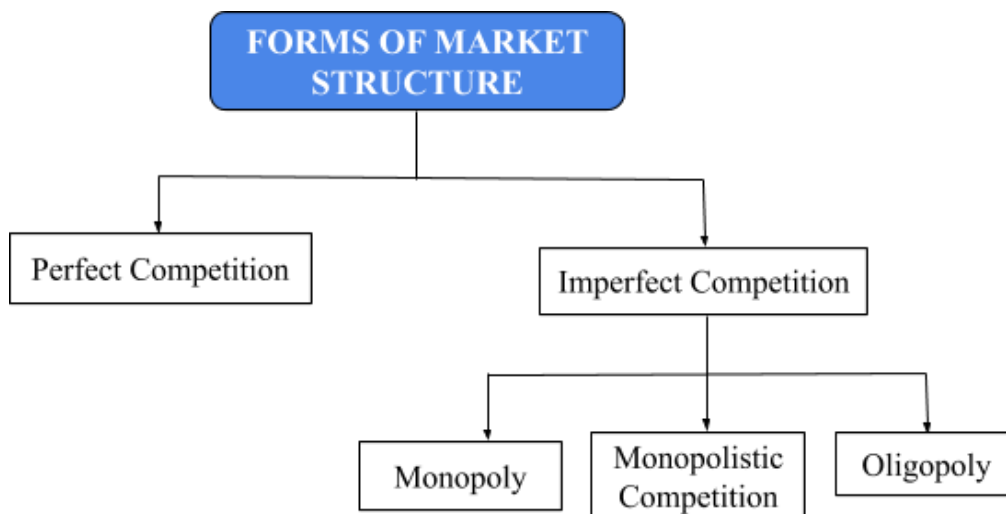 FORMS OF MARKET
STRUCTURE
Perfect Competition
Imperfect Competition
Monopoly
Monopolistic
Competition
Oligopoly